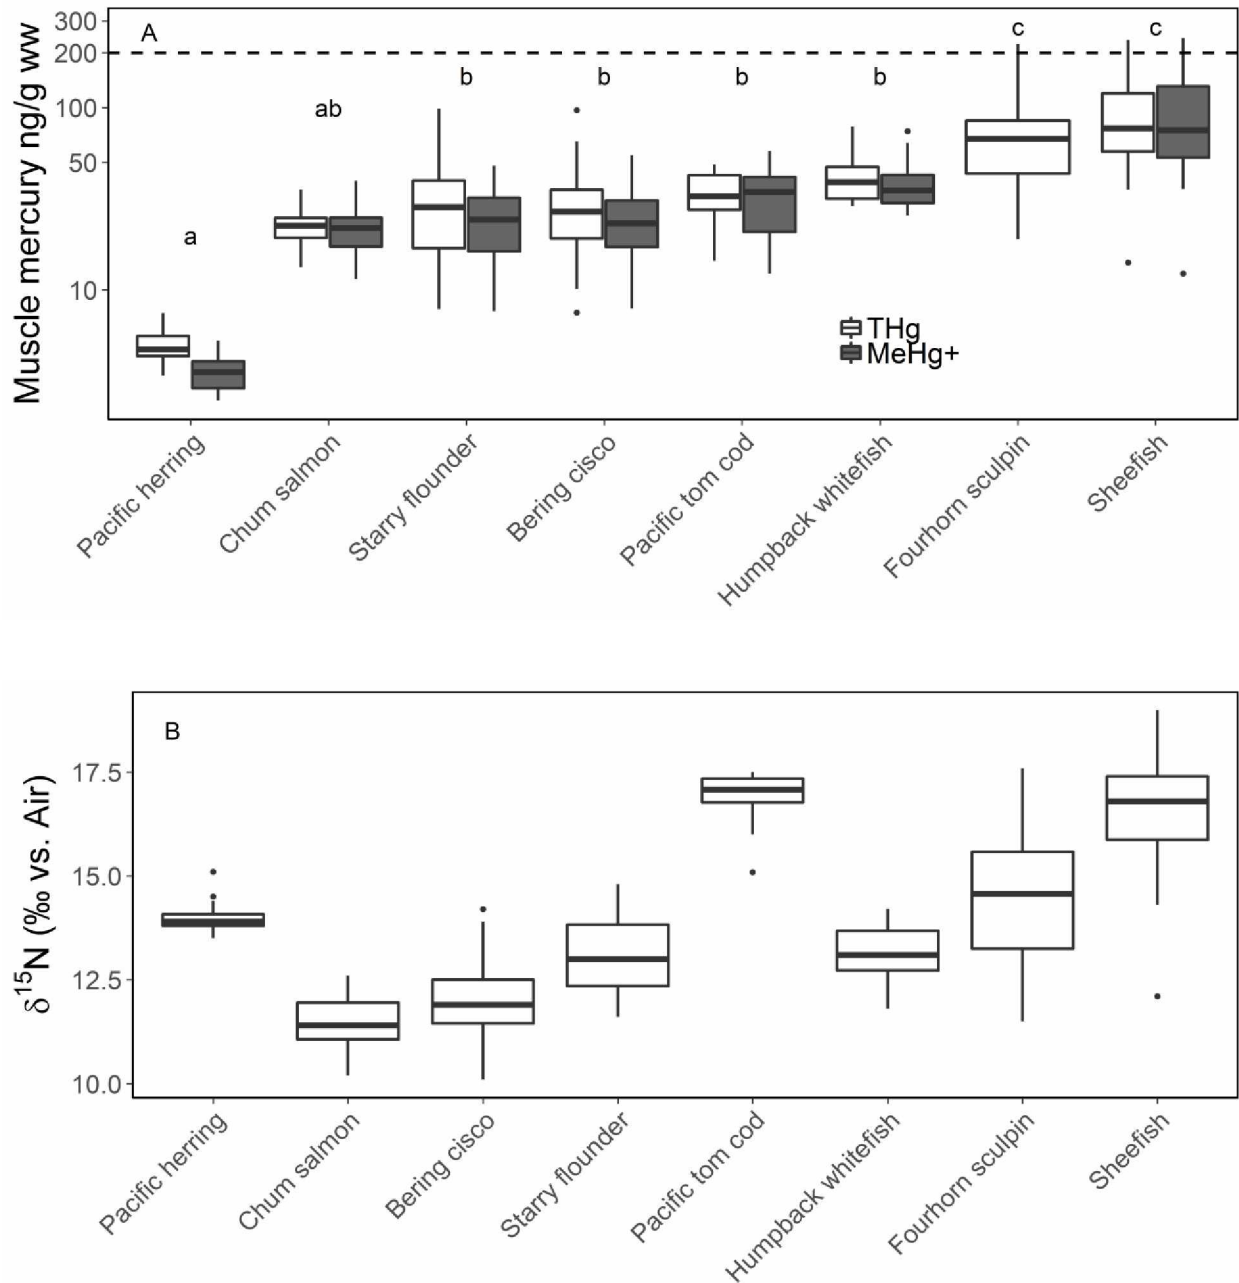 Muscle mercury ng/g ww
300
200
100
50
10
A
a
ab
b
b
b
b
c
c
THg
MeHg+
Pacific herring
Chum salmon
Starry flounder
Bering cisco
Pacific tom cod
Humpback whitefish
Fourhorn sculpin
Sheefish
δ¹⁵N (‰ vs. Air)
17.5
15.0
12.5
10.0
B
Pacific herring
Chum salmon
Bering cisco
Starry flounder
Pacific tom cod
Humpback whitefish
Fourhorn sculpin
Sheefish